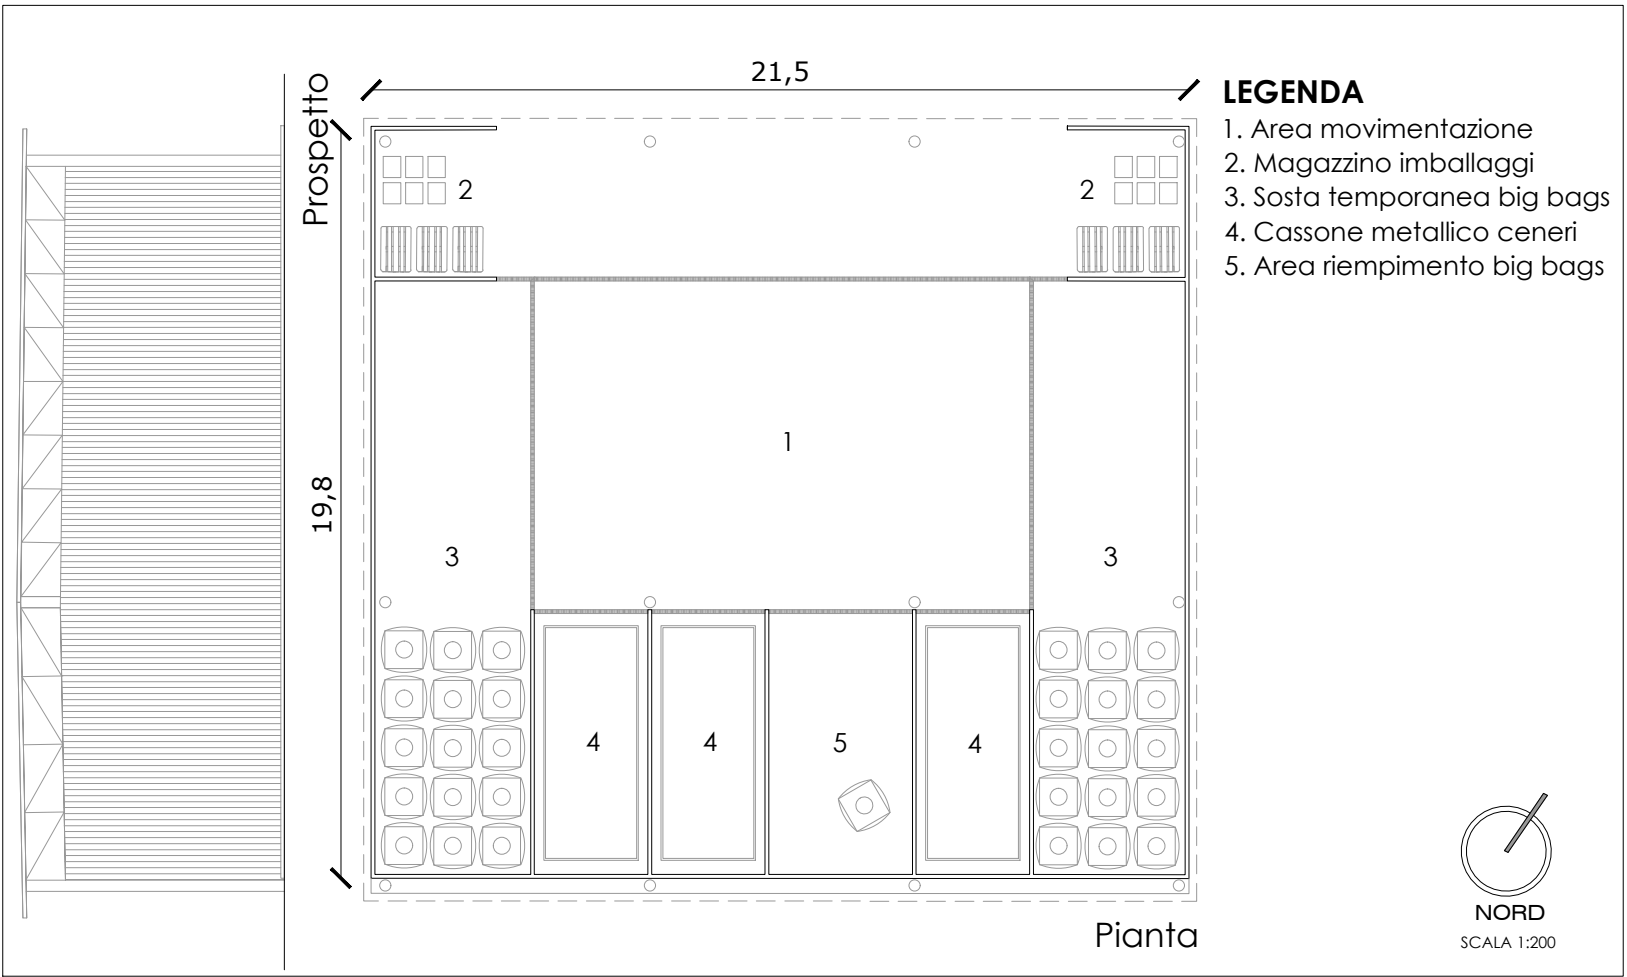 Prospetto
21,5
19,8
2
2
1
3
3
4
4
5
4
Pianta
LEGENDA
1. Area movimentazione
2. Magazzino imballaggi
3. Sosta temporanea big bags
4. Cassone metallico ceneri
5. Area riempimento big bags
NORD
SCALA 1:200